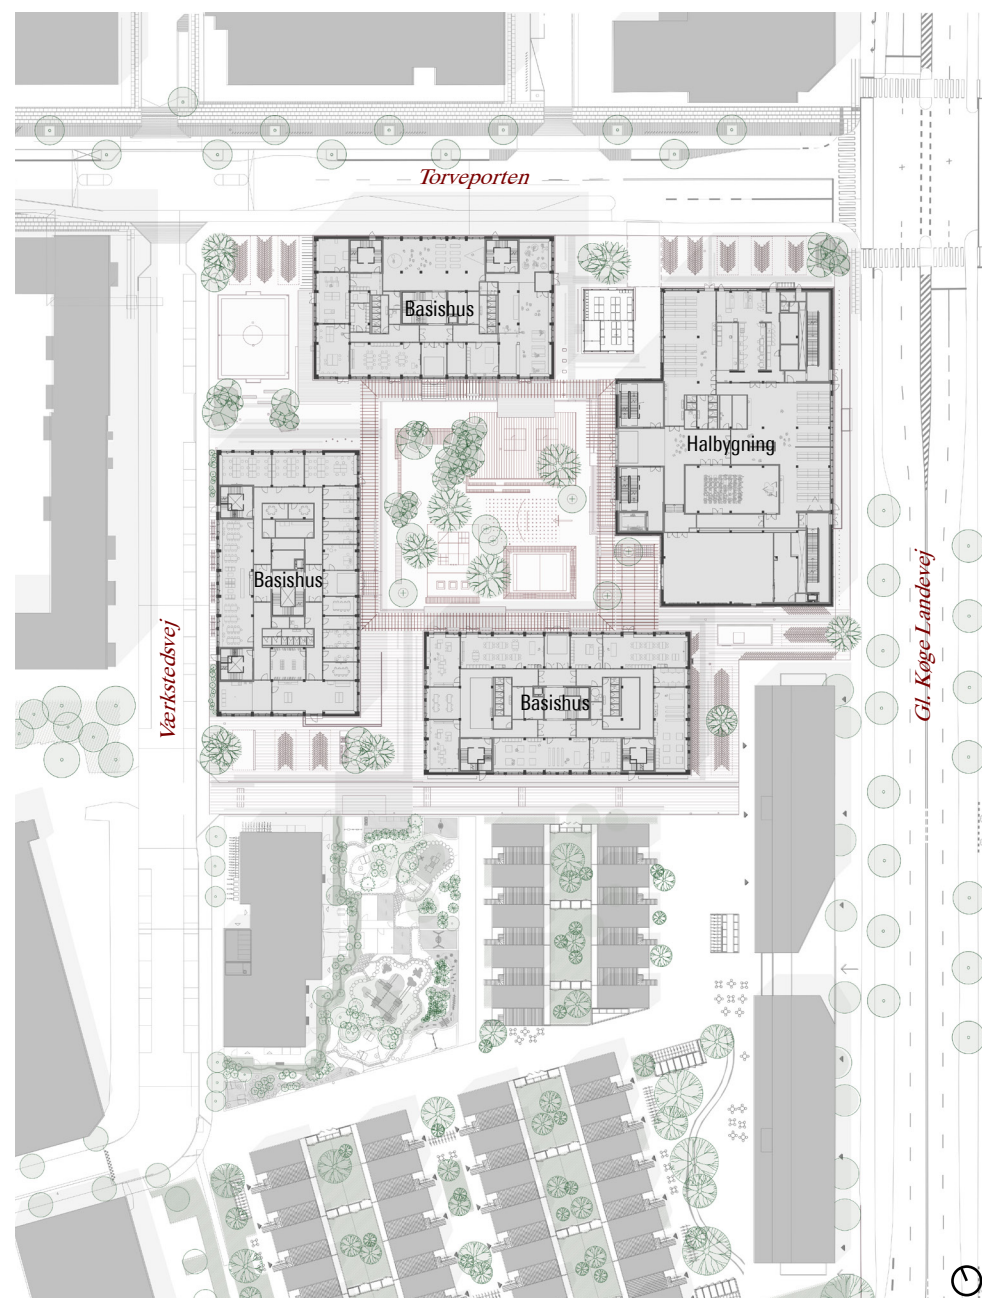 Torveporten
Basishus
Halbygning
Basishus
Værkstedsvej
Gl. Køge Landevej
Basishus